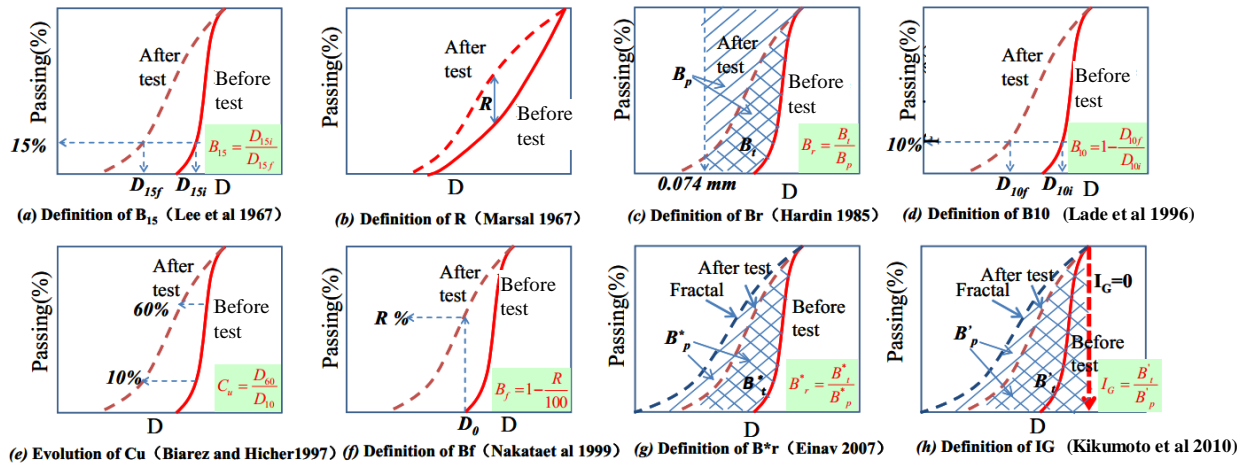 Passing(%)
After
test
Before
test
15%
B15 = D15i / D15f
D15f
D15i
D
(a) Definition of B15（Lee et al 1967）
Passing(%)
After
test
R
Before
test
D
(b) Definition of R（Marsal 1967）
Passing(%)
After
test
Bp
Before
test
Bt
Br = Bt / Bp
0.074 mm
D
(c) Definition of Br (Hardin 1985）
Passing(%)
After
test
Before
test
10%
B10 = 1 - D10f / D10i
D10f
D10i
D
(d) Definition of B10 (Lade et al 1996)
Passing(%)
After
test
60%
Before
test
10%
Cu = D60 / D10
D
(e) Evolution of Cu（Biarez and Hicher1997）
Passing(%)
After
test
Before
test
R %
Bf = 1 - R / 100
D0
D
(f) Definition of Bf（Nakataet al 1999）
Passing(%)
After test
Fractal
Before
test
B*p
B*t
B*r = B*t / B*p
D
(g) Definition of B*r（Einav 2007）
Passing(%)
After test
Fractal
IG=0
B'p
Before
test
B't
IG = B't / B'p
D
(h) Definition of IG（Kikumoto et al 2010)